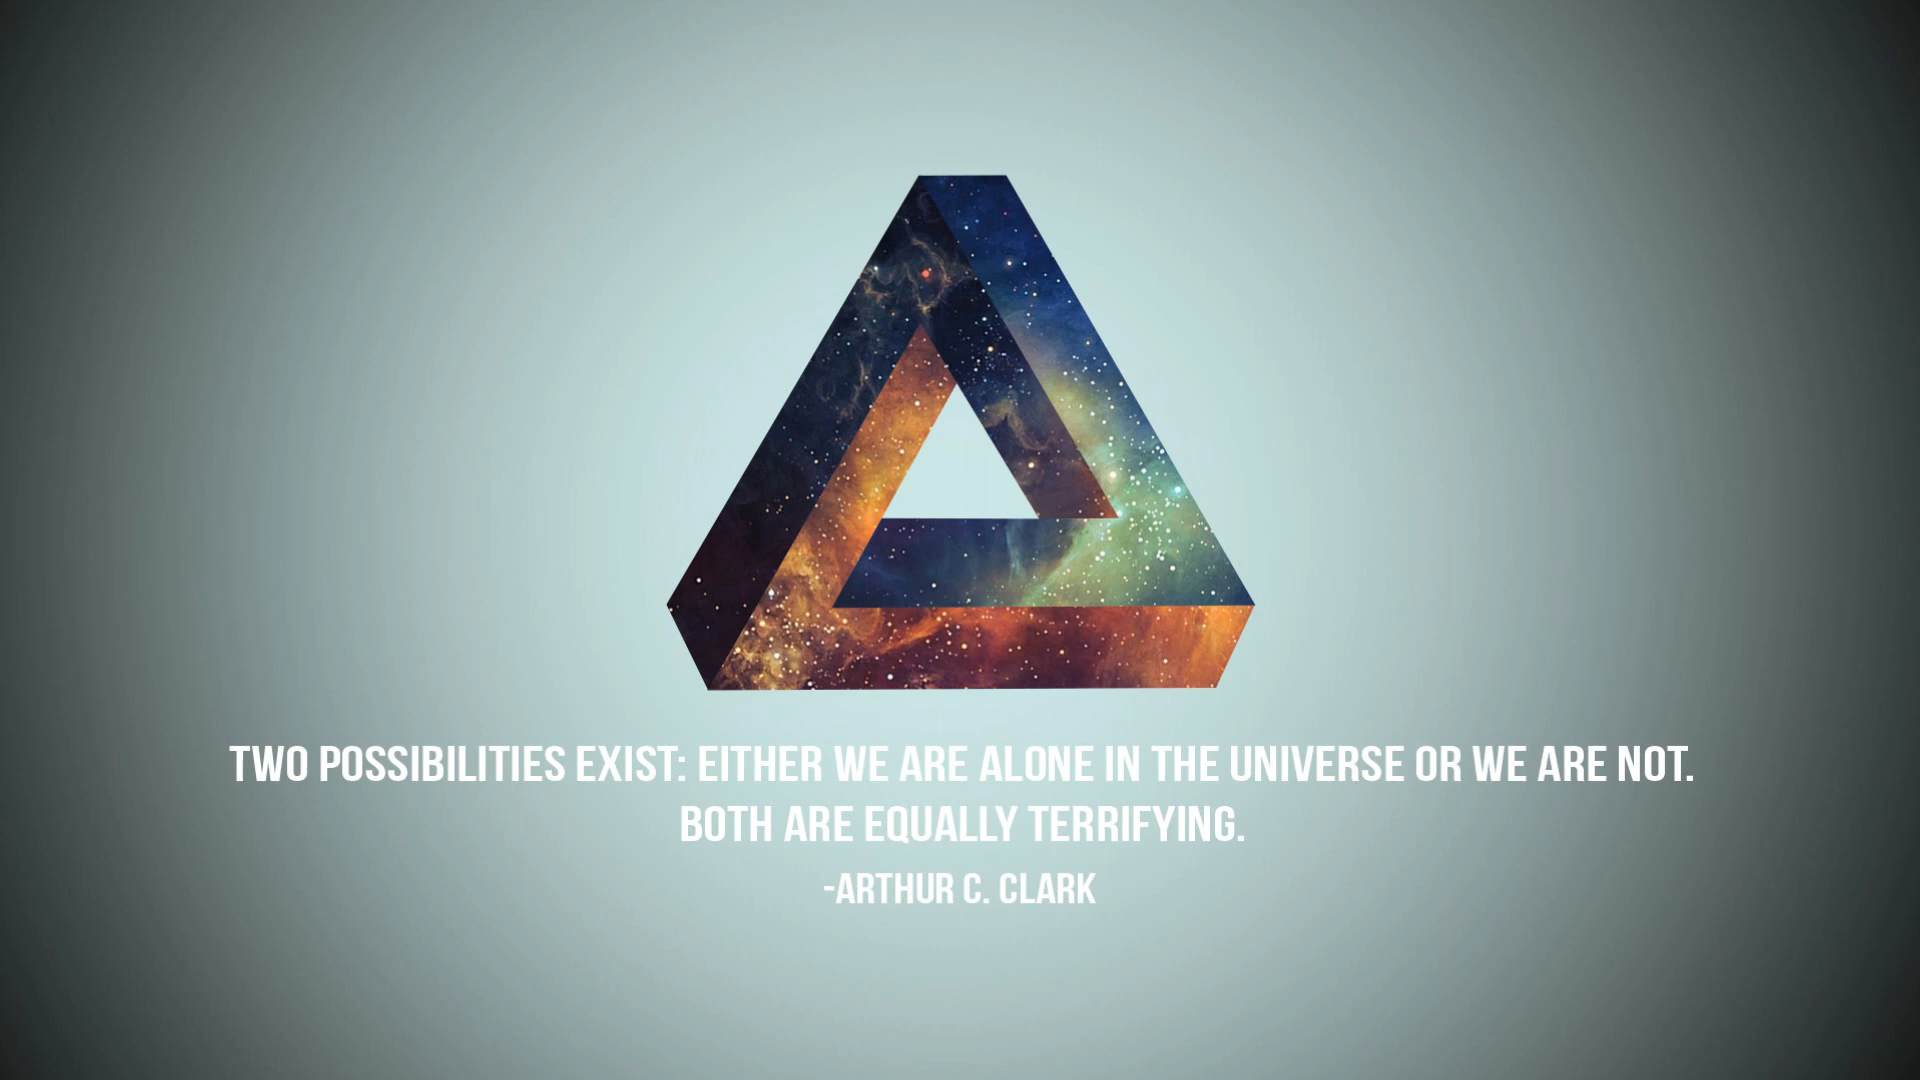 TWO POSSIBILITIES EXIST: EITHER WE ARE ALONE IN THE UNIVERSE OR WE ARE NOT.
BOTH ARE EQUALLY TERRIFYING.
-ARTHUR C. CLARK